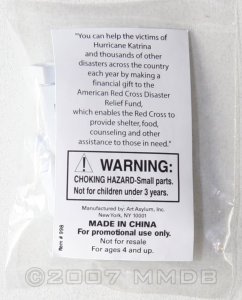 "You can help the victims of
Hurricane Katrina
and thousands of other
disasters across the country
each year by making a
financial gift to the
American Red Cross Disaster
Relief Fund,
which enables the Red Cross to
provide shelter, food,
counseling and other
assistance to those in need."
WARNING:
CHOKING HAZARD-Small parts.
Not for children under 3 years.
Manufactured by: Art Asylum, Inc.
New York, NY 10001
MADE IN CHINA
For promotional use only.
Not for resale
For ages 4 and up.
©2007 MMDB